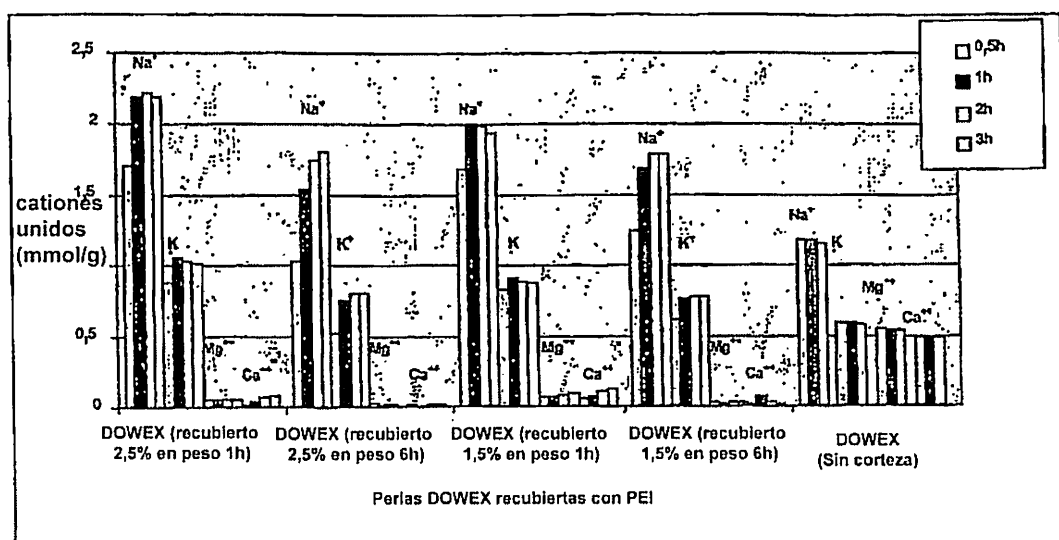 2,5
2
1,5
1
0,5
0
cationes
unidos
(mmol/g)
Na⁺
K
Mg⁺⁺
Ca⁺⁺
Na⁺
K⁺
Mg⁺⁺
Ca⁺⁺
Na⁺
K
Mg⁺⁺
Ca⁺⁺
Na⁺
K⁺
Mg⁺⁺
Ca⁺⁺
Na⁺
K
Mg⁺⁺
Ca⁺⁺
0,5h
1h
2h
3h
DOWEX (recubierto
2,5% en peso 1h)
DOWEX (recubierto
2,5% en peso 6h)
DOWEX (recubierto
1,5% en peso 1h)
DOWEX (recubierto
1,5% en peso 6h)
DOWEX
(Sin corteza)
Perlas DOWEX recubiertas con PEI